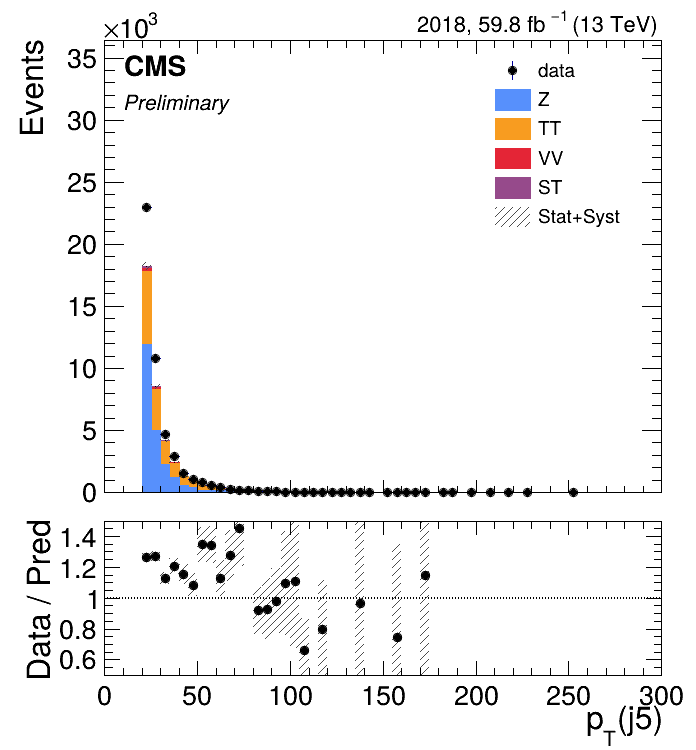 ×10³
2018, 59.8 fb⁻¹ (13 TeV)
CMS
Preliminary
Events
data
Z
TT
VV
ST
Stat+Syst
35
30
25
20
15
10
5
0
Data / Pred
1.4
1.2
1
0.8
0.6
0 50 100 150 200 250 300
p_T(j5)